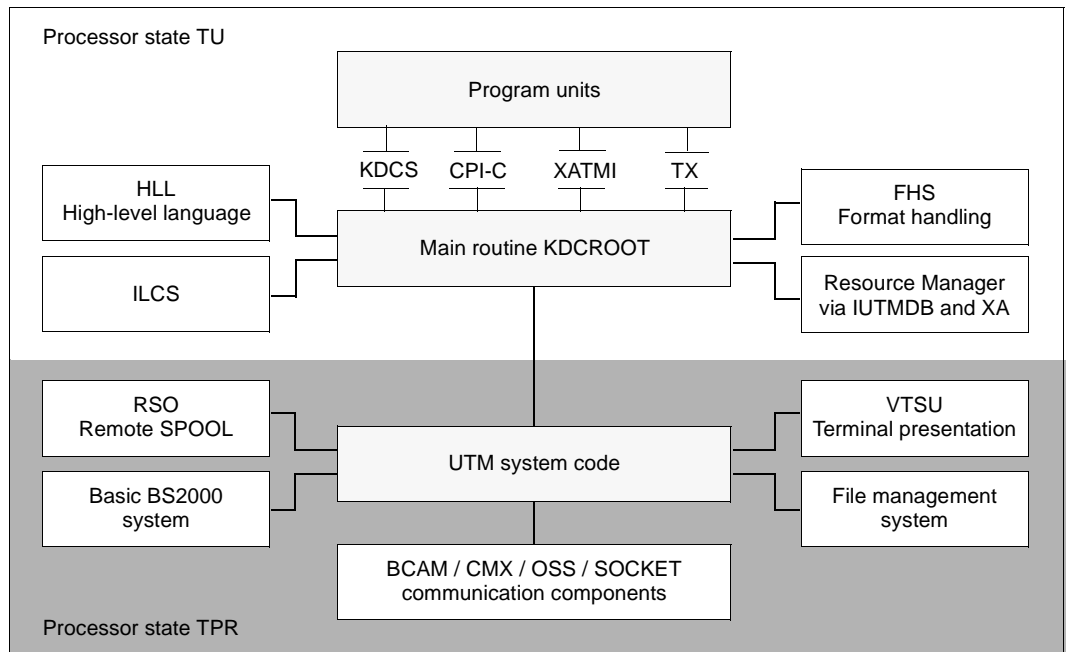 Processor state TU
Program units
KDCS
CPI-C
XATMI
TX
HLL
High-level language
FHS
Format handling
Main routine KDCROOT
ILCS
Resource Manager
via IUTMDB and XA
RSO
Remote SPOOL
VTSU
Terminal presentation
UTM system code
Basic BS2000
system
File management
system
BCAM / CMX / OSS / SOCKET
communication components
Processor state TPR